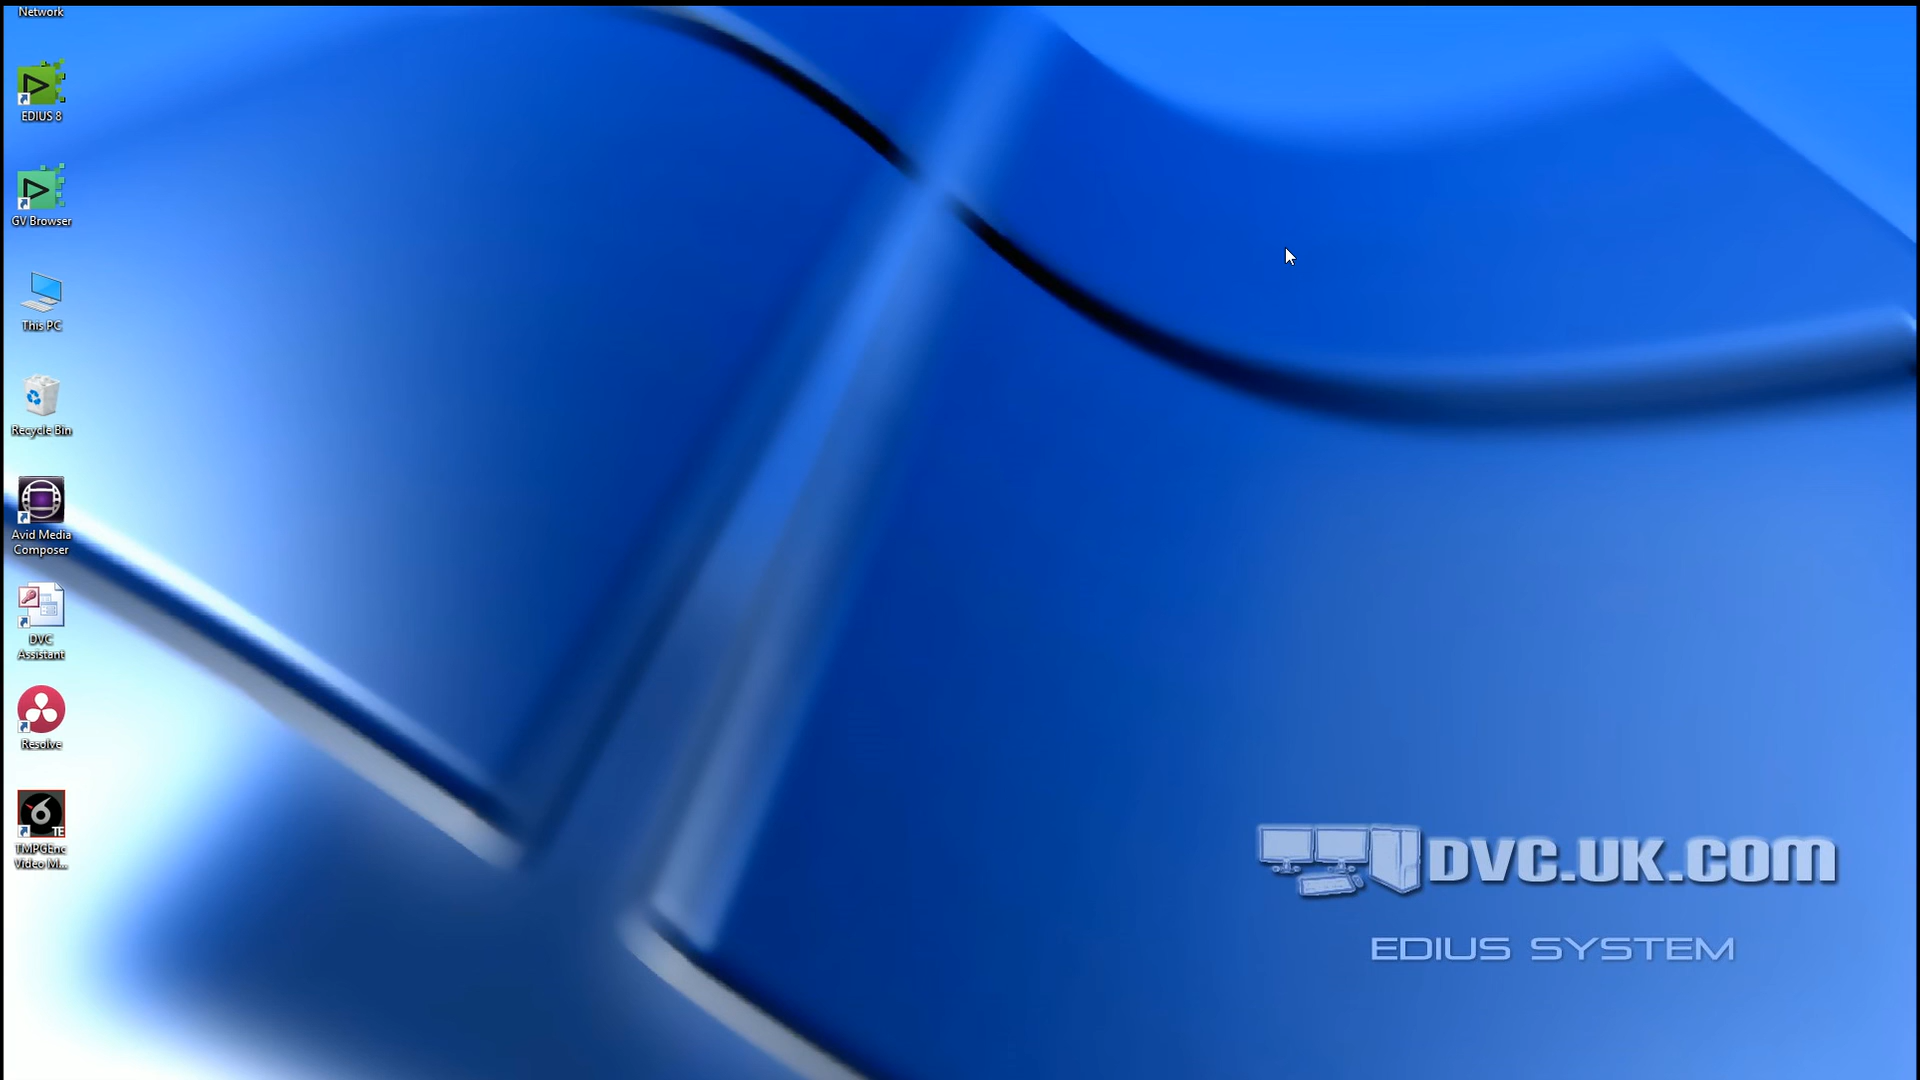 Network
EDIUS 8
GV Browser
This PC
Recycle Bin
Avid Media
Composer
DVC
Assistant
Resolve
TE
TMPGEnc
Video M...
DVC.UK.COM
EDIUS SYSTEM